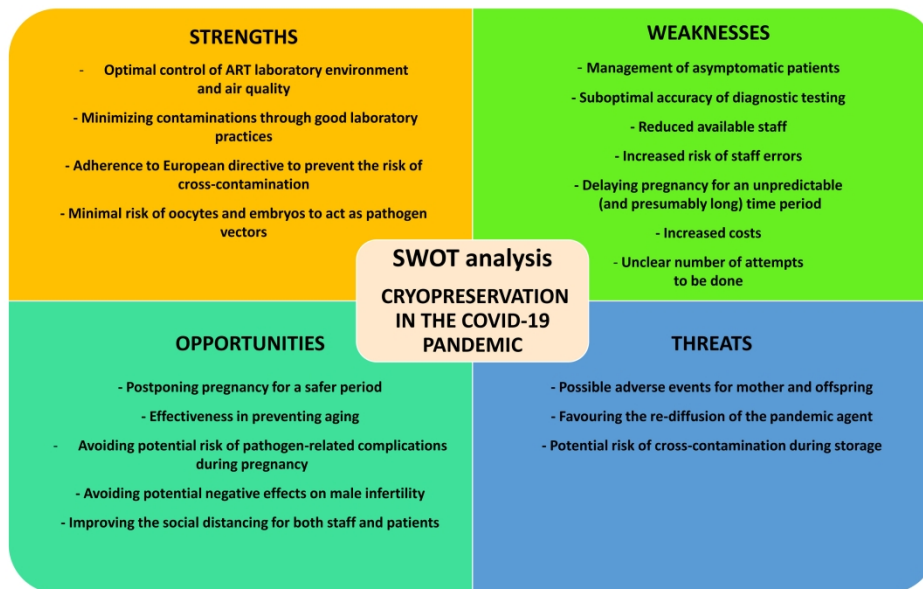 STRENGTHS
- Optimal control of ART laboratory environment
and air quality
- Minimizing contaminations through good laboratory
practices
- Adherence to European directive to prevent the risk of
cross-contamination
- Minimal risk of oocytes and embryos to act as pathogen
vectors
WEAKNESSES
- Management of asymptomatic patients
- Suboptimal accuracy of diagnostic testing
- Reduced available staff
- Increased risk of staff errors
- Delaying pregnancy for an unpredictable
(and presumably long) time period
- Increased costs
- Unclear number of attempts
to be done
SWOT analysis
CRYOPRESERVATION
IN THE COVID-19
PANDEMIC
OPPORTUNITIES
- Postponing pregnancy for a safer period
- Effectiveness in preventing aging
- Avoiding potential risk of pathogen-related complications
during pregnancy
- Avoiding potential negative effects on male infertility
- Improving the social distancing for both staff and patients
THREATS
- Possible adverse events for mother and offspring
- Favouring the re-diffusion of the pandemic agent
- Potential risk of cross-contamination during storage